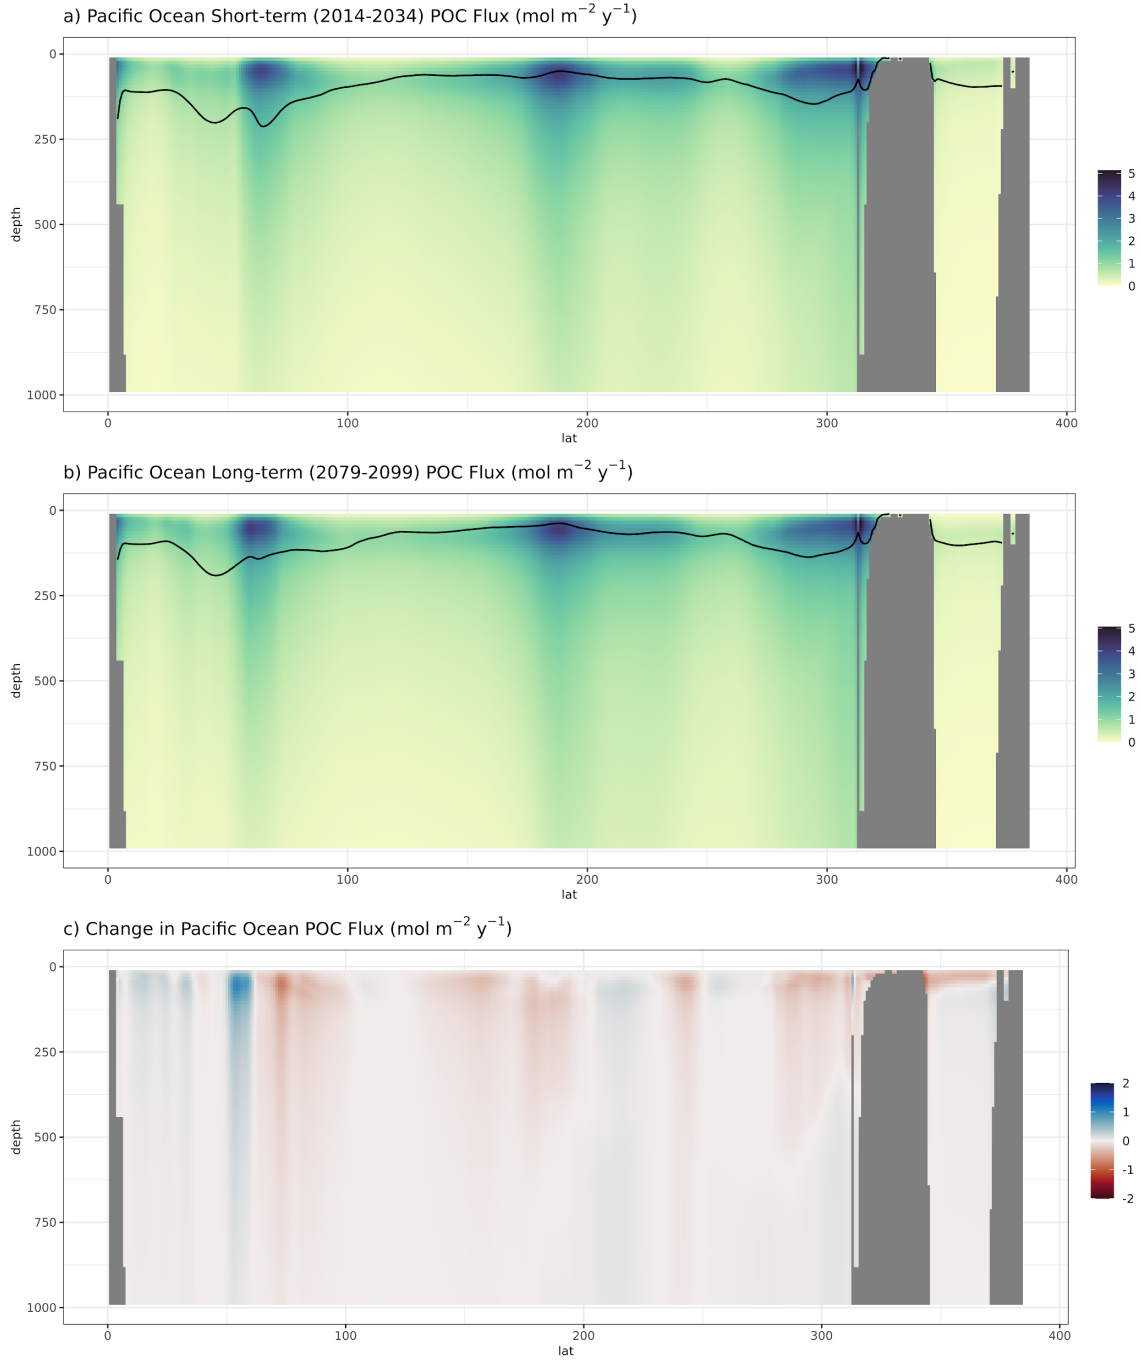 a) Pacific Ocean Short-term (2014-2034) POC Flux (mol m−2 y−1)
0
250
500
750
1000
depth
0 100 200 300 400
lat
5
4
3
2
1
0
b) Pacific Ocean Long-term (2079-2099) POC Flux (mol m−2 y−1)
0
250
500
750
1000
depth
0 100 200 300 400
lat
5
4
3
2
1
0
c) Change in Pacific Ocean POC Flux (mol m−2 y−1)
0
250
500
750
1000
depth
0 100 200 300 400
lat
2
1
0
-1
-2